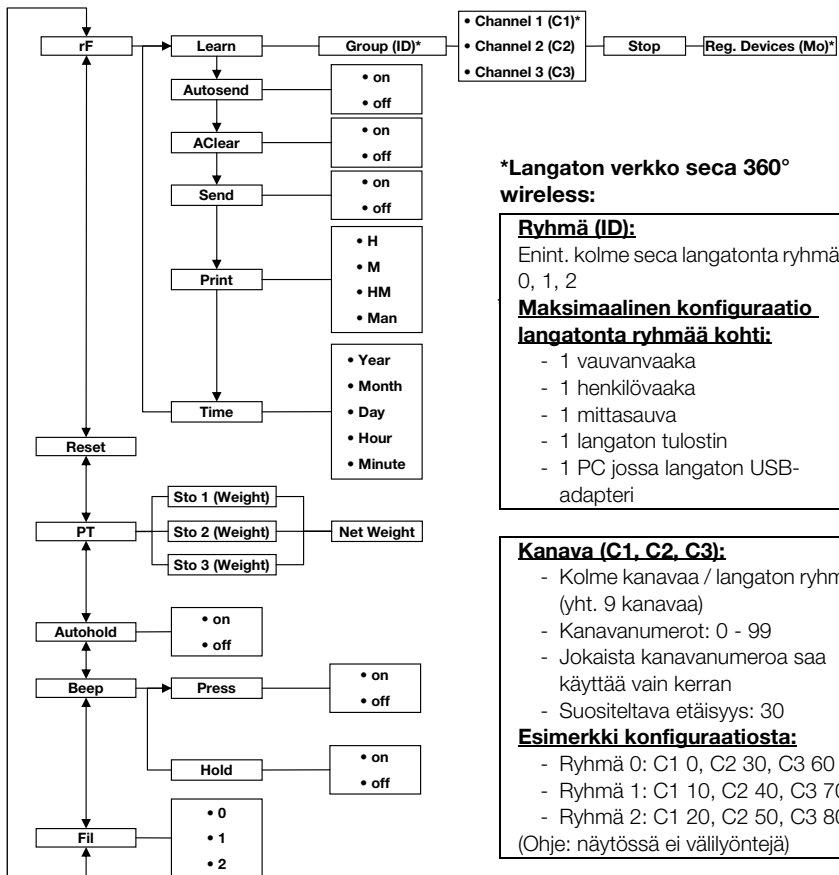 rF
Learn
Group (ID)*
• Channel 1 (C1)*
• Channel 2 (C2)
• Channel 3 (C3)
Stop
Reg. Devices (Mo)*
Autosend
• on
• off
AClear
• on
• off
Send
• on
• off
Print
• H
• M
• HM
• Man
Time
• Year
• Month
• Day
• Hour
• Minute
Reset
PT
Sto 1 (Weight)
Sto 2 (Weight)
Sto 3 (Weight)
Net Weight
Autohold
• on
• off
Beep
Press
• on
• off
Hold
• on
• off
Fil
• 0
• 1
• 2
*Langaton verkko seca 360°
wireless:
Ryhmä (ID):
Enint. kolme seca langatonta ryhmä
0, 1, 2
Maksimaalinen konfiguraatio
langatonta ryhmää kohti:
- 1 vauvanvaaka
- 1 henkilövaaka
- 1 mittasauva
- 1 langaton tulostin
- 1 PC jossa langaton USB-
adapteri
Kanava (C1, C2, C3):
- Kolme kanavaa / langaton ryhm
(yht. 9 kanavaa)
- Kanavanumerot: 0 - 99
- Jokaista kanavanumeroa saa
käyttää vain kerran
- Suositeltava etäisyys: 30
Esimerkki konfiguraatiosta:
- Ryhmä 0: C1 0, C2 30, C3 60
- Ryhmä 1: C1 10, C2 40, C3 70
- Ryhmä 2: C1 20, C2 50, C3 80
(Ohje: näytössä ei välilyöntejä)